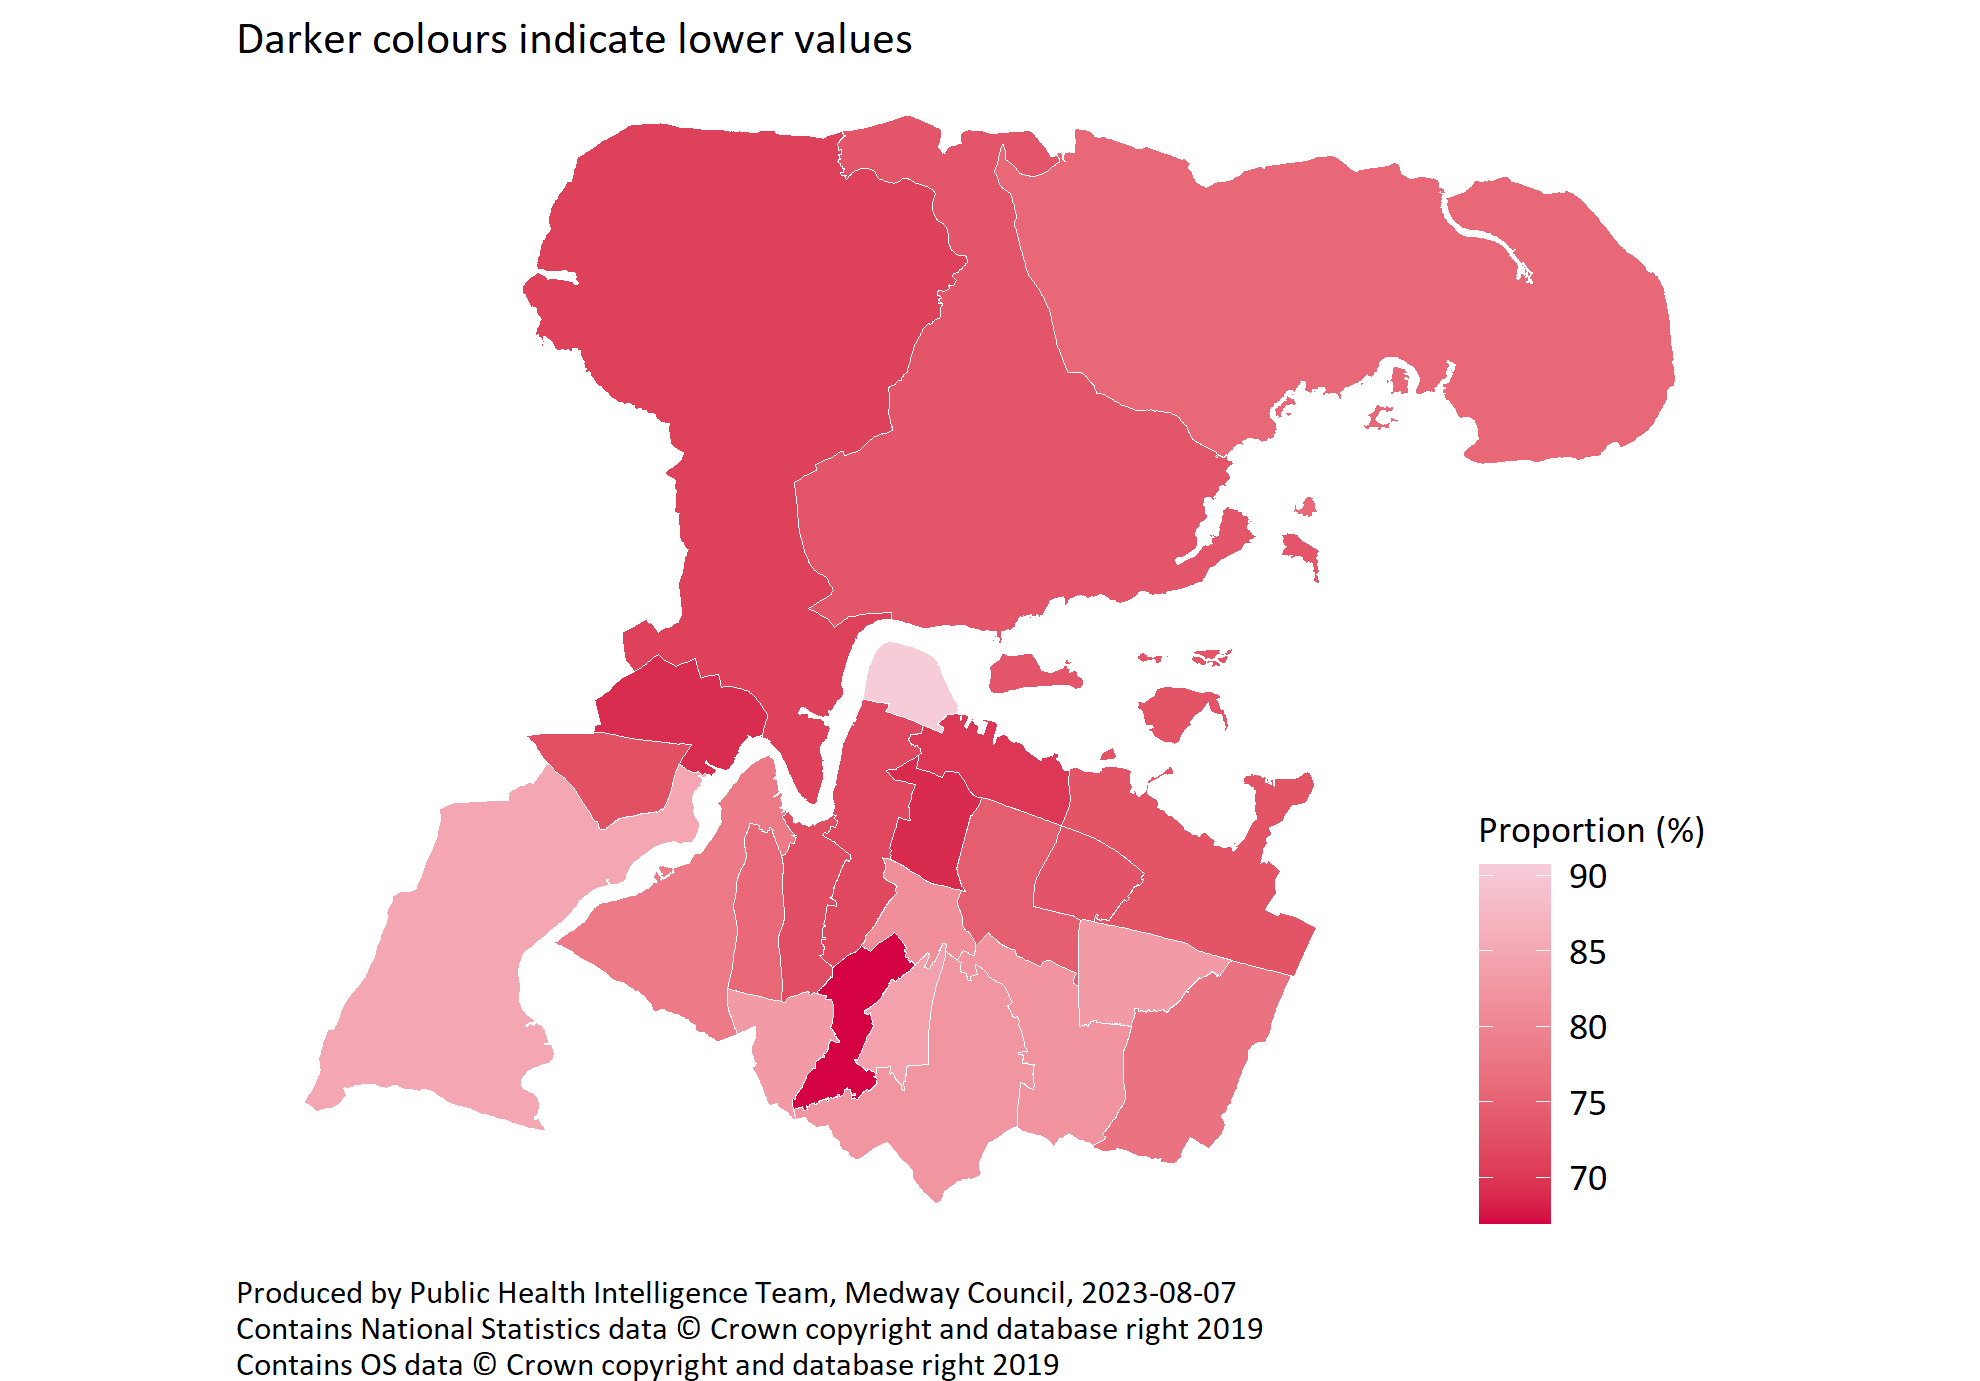 Darker colours indicate lower values
Proportion (%)
90
85
80
75
70
Produced by Public Health Intelligence Team, Medway Council, 2023-08-07
Contains National Statistics data © Crown copyright and database right 2019
Contains OS data © Crown copyright and database right 2019